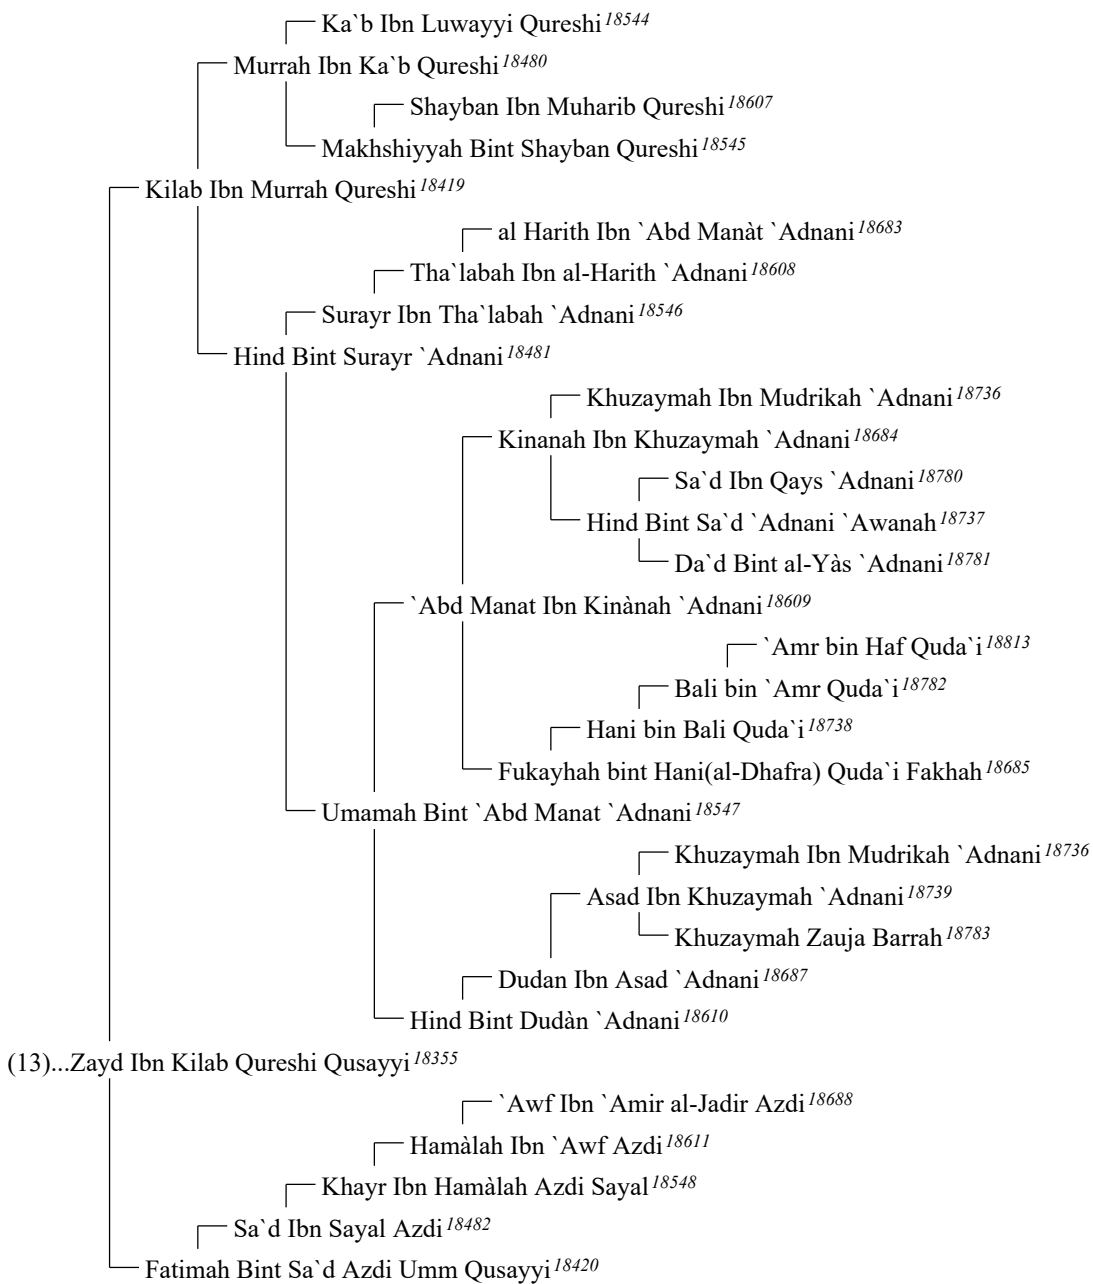 Ka`b Ibn Luwayyi Qureshi 18544
Murrah Ibn Ka`b Qureshi 18480
Shayban Ibn Muharib Qureshi 18607
Makhshiyyah Bint Shayban Qureshi 18545
Kilab Ibn Murrah Qureshi 18419
al Harith Ibn `Abd Manàt `Adnani 18683
Tha`labah Ibn al-Harith `Adnani 18608
Surayr Ibn Tha`labah `Adnani 18546
Hind Bint Surayr `Adnani 18481
Khuzaymah Ibn Mudrikah `Adnani 18736
Kinanah Ibn Khuzaymah `Adnani 18684
Sa`d Ibn Qays `Adnani 18780
Hind Bint Sa`d `Adnani `Awanah 18737
Da`d Bint al-Yàs `Adnani 18781
`Abd Manat Ibn Kinànah `Adnani 18609
`Amr bin Haf Quda`i 18813
Bali bin `Amr Quda`i 18782
Hani bin Bali Quda`i 18738
Fukayhah bint Hani(al-Dhafra) Quda`i Fakhah 18685
Umamah Bint `Abd Manat `Adnani 18547
Khuzaymah Ibn Mudrikah `Adnani 18736
Asad Ibn Khuzaymah `Adnani 18739
Khuzaymah Zauja Barrah 18783
Dudan Ibn Asad `Adnani 18687
Hind Bint Dudàn `Adnani 18610
(13)...Zayd Ibn Kilab Qureshi Qusayyi 18355
`Awf Ibn `Amir al-Jadir Azdi 18688
Hamàlah Ibn `Awf Azdi 18611
Khayr Ibn Hamàlah Azdi Sayal 18548
Sa`d Ibn Sayal Azdi 18482
Fatimah Bint Sa`d Azdi Umm Qusayyi 18420